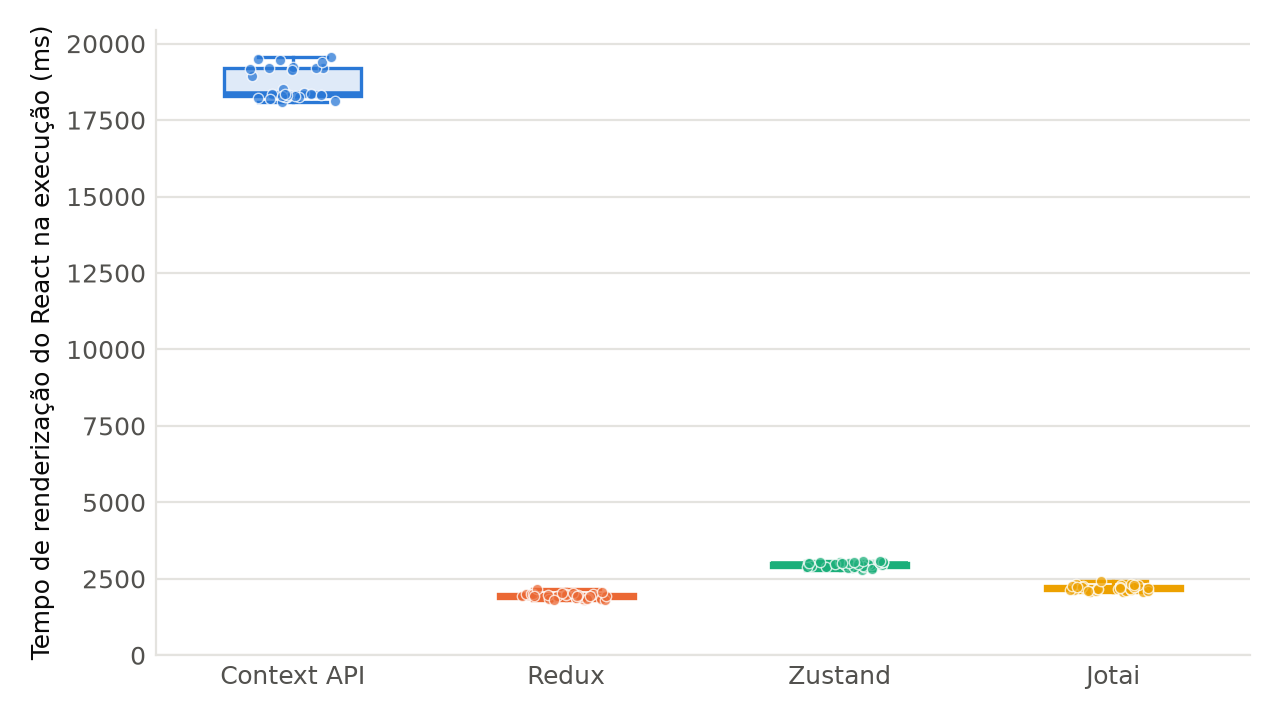 Tempo de renderização do React na execução (ms)
20000
17500
15000
12500
10000
7500
5000
2500
0
Context API
Redux
Zustand
Jotai